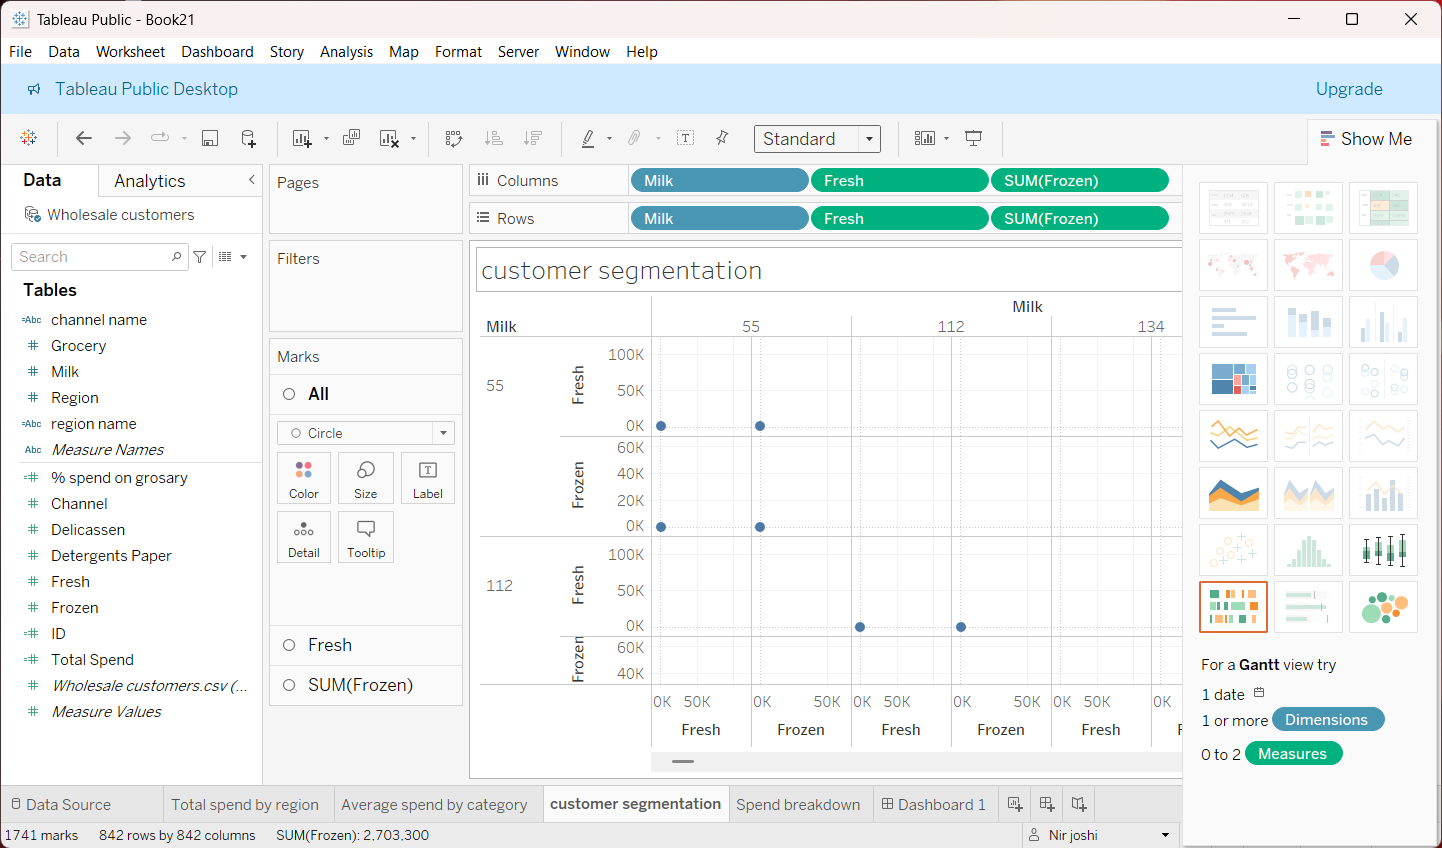 Tableau Public - Book21
File Data Worksheet Dashboard Story Analysis Map Format Server Window Help
Tableau Public Desktop
Upgrade
Standard
Show Me
Data
Analytics
Wholesale customers
Search
Tables
Abc channel name
Grocery
Milk
Region
Abc region name
Abc Measure Names
% spend on grosary
Channel
Delicassen
Detergents Paper
Fresh
Frozen
ID
Total Spend
Wholesale customers.csv (...
Measure Values
Pages
Filters
Marks
All
Circle
Color Size Label
Detail Tooltip
Fresh
SUM(Frozen)
Columns Milk Fresh SUM(Frozen)
Rows Milk Fresh SUM(Frozen)
customer segmentation
Milk
Milk 55 112 134
55
Fresh
100K
50K
0K
Frozen
60K
40K
20K
0K
112
Fresh
100K
50K
0K
Frozen
60K
40K
0K 50K 0K 50K 0K 50K 0K 50K 0K 50K 0K
Fresh Frozen Fresh Frozen Fresh
For a Gantt view try
1 date
1 or more Dimensions
0 to 2 Measures
Data Source Total spend by region Average spend by category customer segmentation Spend breakdown Dashboard 1
1741 marks 842 rows by 842 columns SUM(Frozen): 2,703,300 Nir joshi